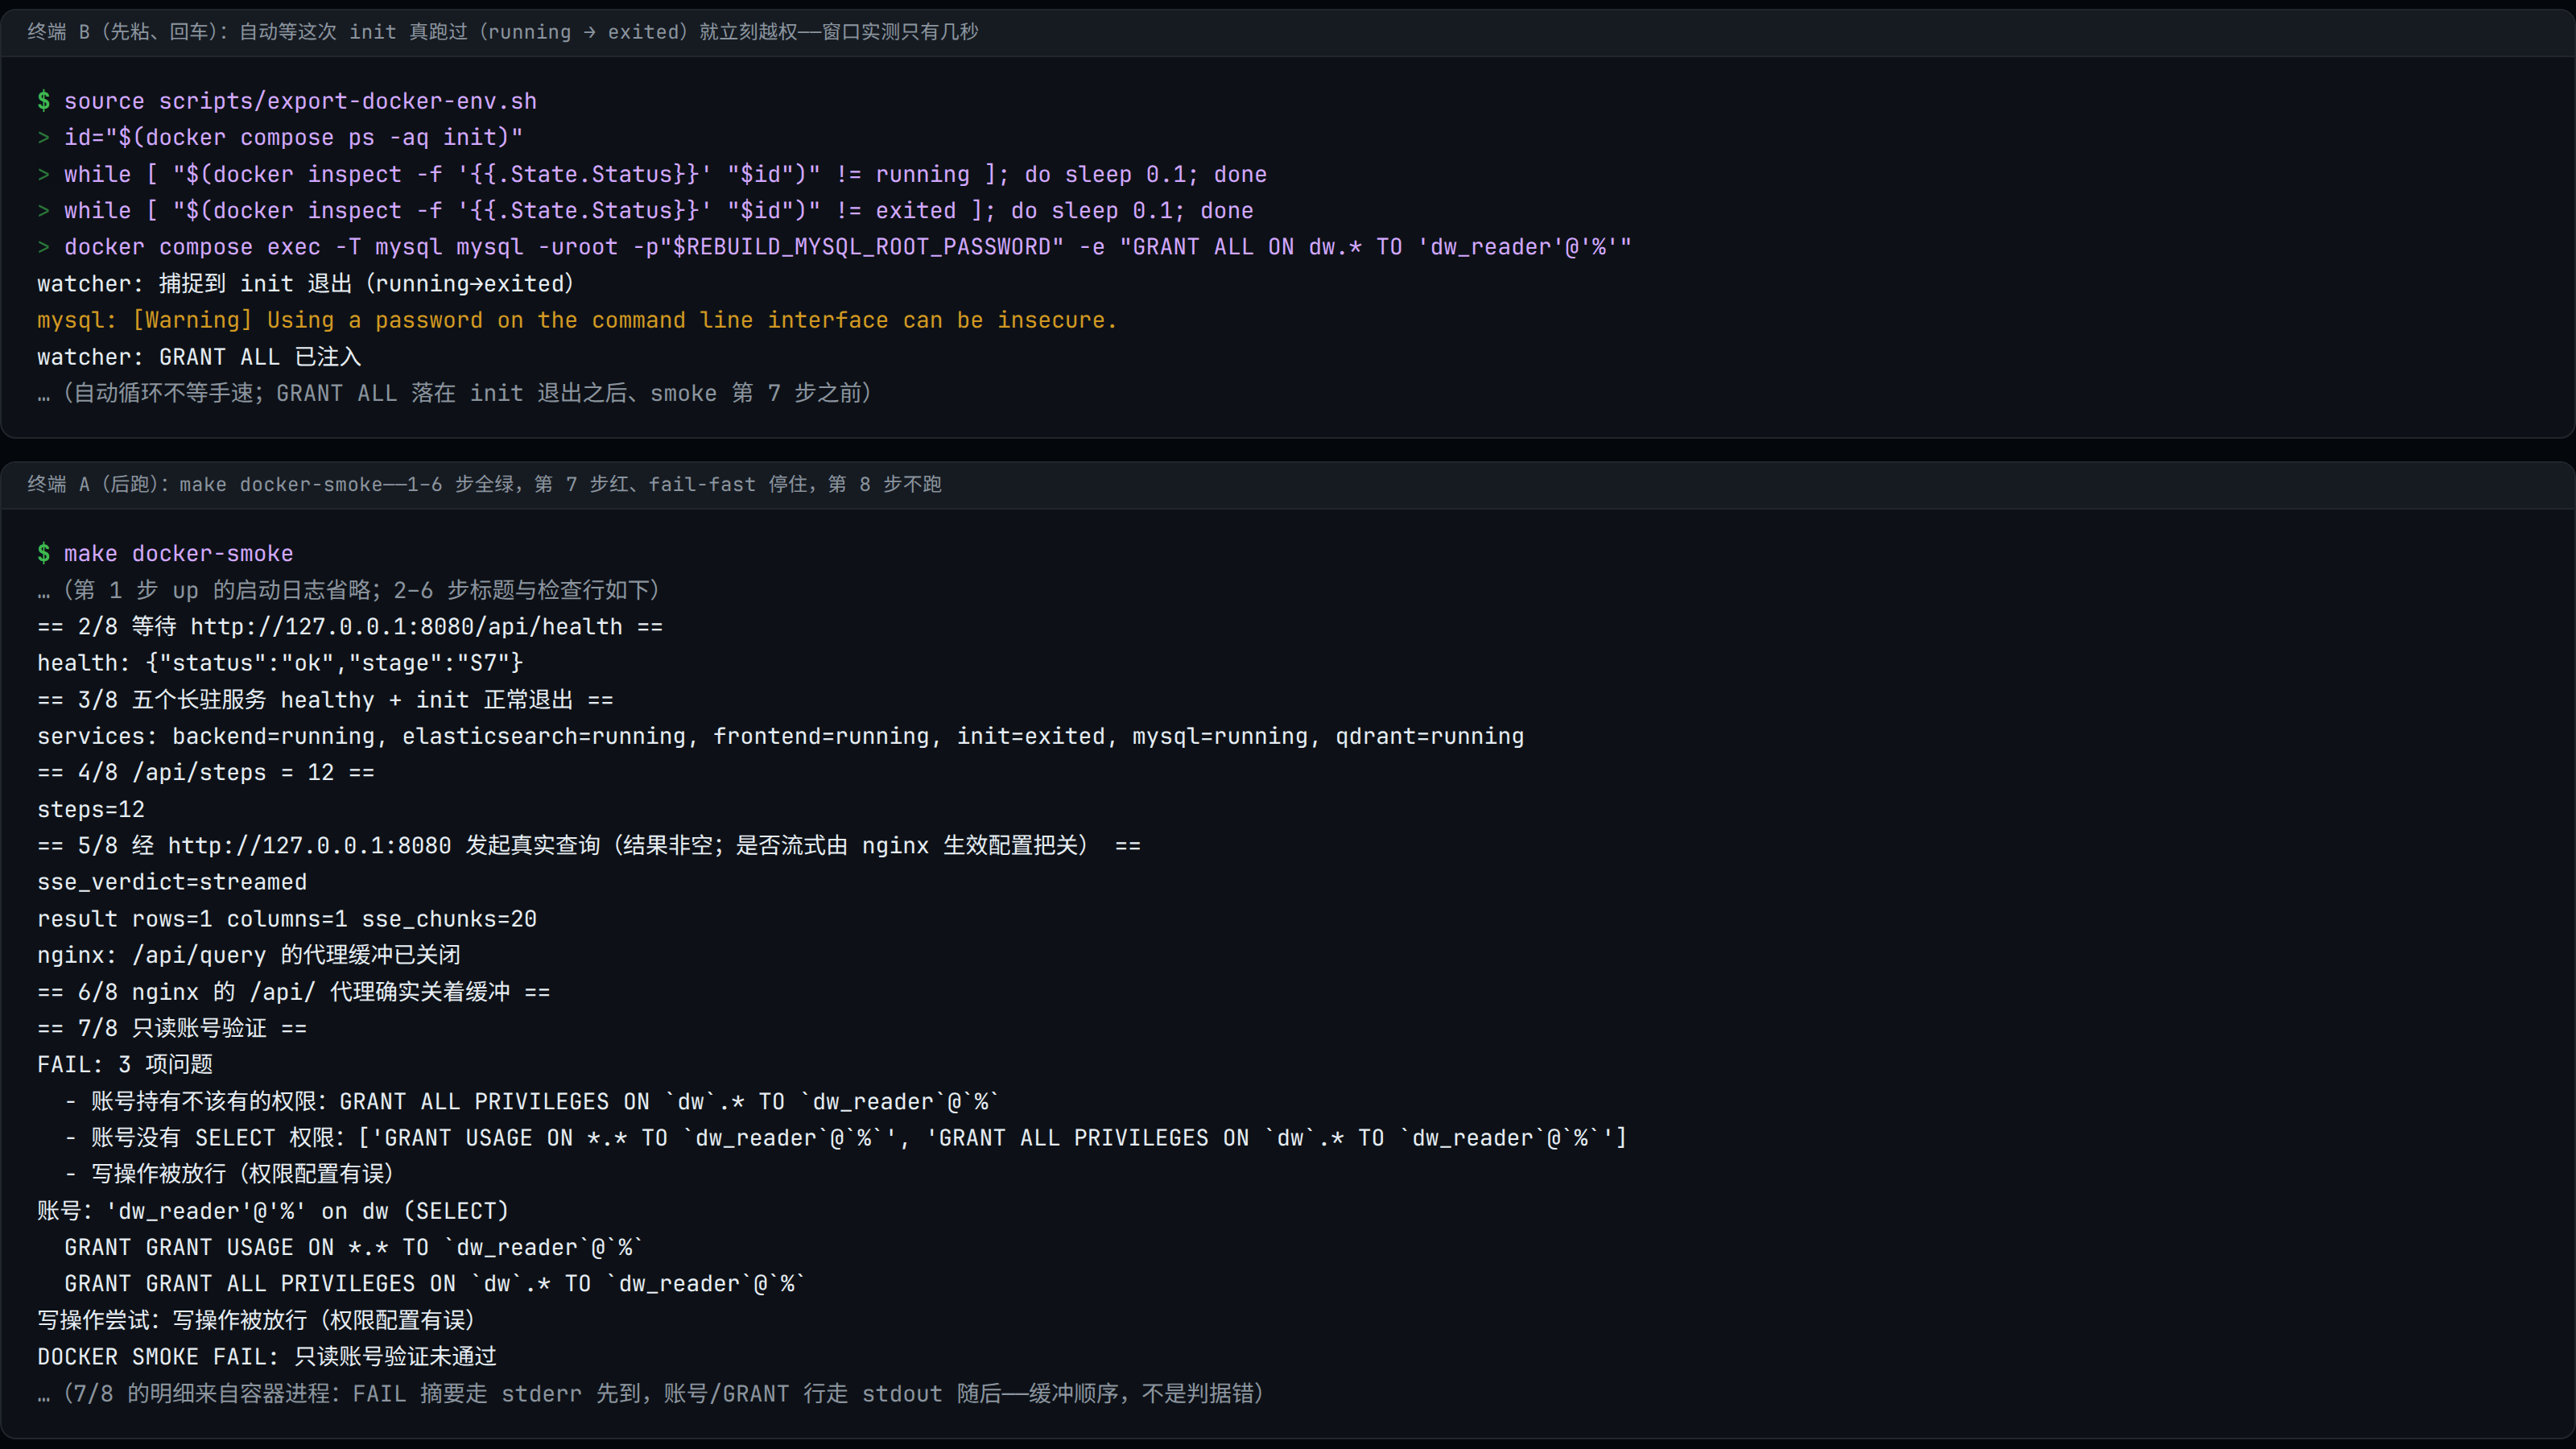 终端 B（先粘、回车）：自动等这次 init 真跑过（running → exited）就立刻越权——窗口实测只有几秒
$ source scripts/export-docker-env.sh
> id="$(docker compose ps -aq init)"
> while [ "$(docker inspect -f '{{.State.Status}}' "$id")" != running ]; do sleep 0.1; done
> while [ "$(docker inspect -f '{{.State.Status}}' "$id")" != exited ]; do sleep 0.1; done
> docker compose exec -T mysql mysql -uroot -p"$REBUILD_MYSQL_ROOT_PASSWORD" -e "GRANT ALL ON dw.* TO 'dw_reader'@'%'"
watcher: 捕捉到 init 退出（running→exited）
mysql: [Warning] Using a password on the command line interface can be insecure.
watcher: GRANT ALL 已注入
…（自动循环不等手速；GRANT ALL 落在 init 退出之后、smoke 第 7 步之前）
终端 A（后跑）：make docker-smoke——1-6 步全绿，第 7 步红、fail-fast 停住，第 8 步不跑
$ make docker-smoke
…（第 1 步 up 的启动日志省略；2-6 步标题与检查行如下）
== 2/8 等待 http://127.0.0.1:8080/api/health ==
health: {"status":"ok","stage":"S7"}
== 3/8 五个长驻服务 healthy + init 正常退出 ==
services: backend=running, elasticsearch=running, frontend=running, init=exited, mysql=running, qdrant=running
== 4/8 /api/steps = 12 ==
steps=12
== 5/8 经 http://127.0.0.1:8080 发起真实查询（结果非空；是否流式由 nginx 生效配置把关） ==
sse_verdict=streamed
result rows=1 columns=1 sse_chunks=20
nginx: /api/query 的代理缓冲已关闭
== 6/8 nginx 的 /api/ 代理确实关着缓冲 ==
== 7/8 只读账号验证 ==
FAIL: 3 项问题
- 账号持有不该有的权限：GRANT ALL PRIVILEGES ON `dw`.* TO `dw_reader`@`%`
- 账号没有 SELECT 权限：['GRANT USAGE ON *.* TO `dw_reader`@`%`', 'GRANT ALL PRIVILEGES ON `dw`.* TO `dw_reader`@`%`']
- 写操作被放行（权限配置有误）
账号：'dw_reader'@'%' on dw (SELECT)
GRANT GRANT USAGE ON *.* TO `dw_reader`@`%`
GRANT GRANT ALL PRIVILEGES ON `dw`.* TO `dw_reader`@`%`
写操作尝试：写操作被放行（权限配置有误）
DOCKER SMOKE FAIL: 只读账号验证未通过
…（7/8 的明细来自容器进程：FAIL 摘要走 stderr 先到，账号/GRANT 行走 stdout 随后——缓冲顺序，不是判据错）